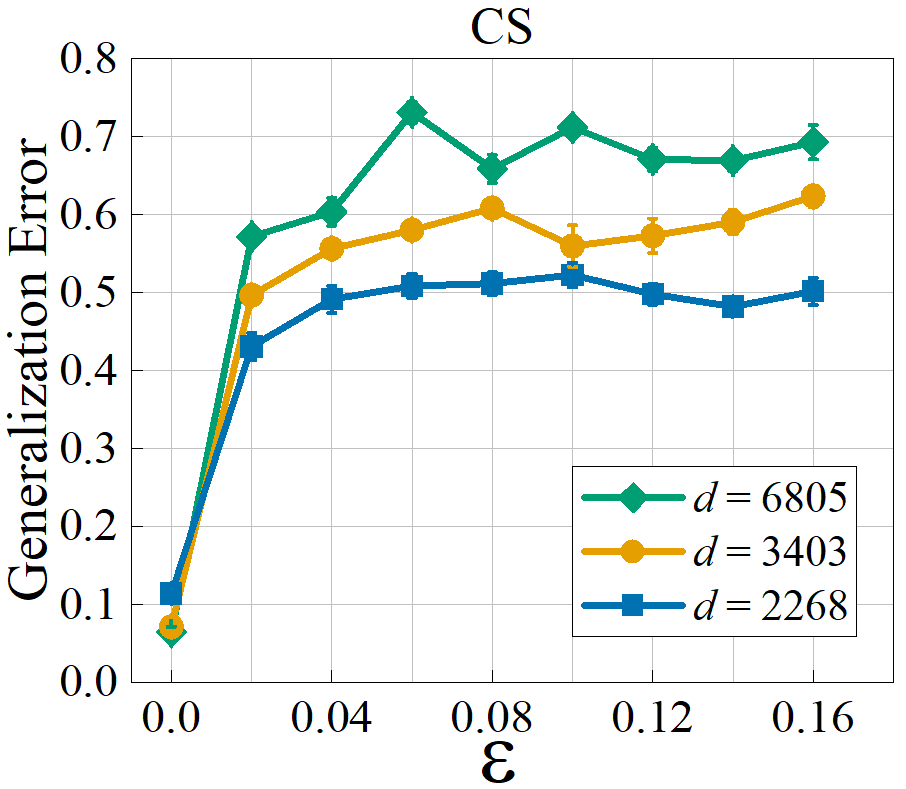 CS
Generalization Error
0.8
0.7
0.6
0.5
0.4
0.3
0.2
0.1
0.0
d = 6805
d = 3403
d = 2268
0.0 0.04 0.08 0.12 0.16
ε